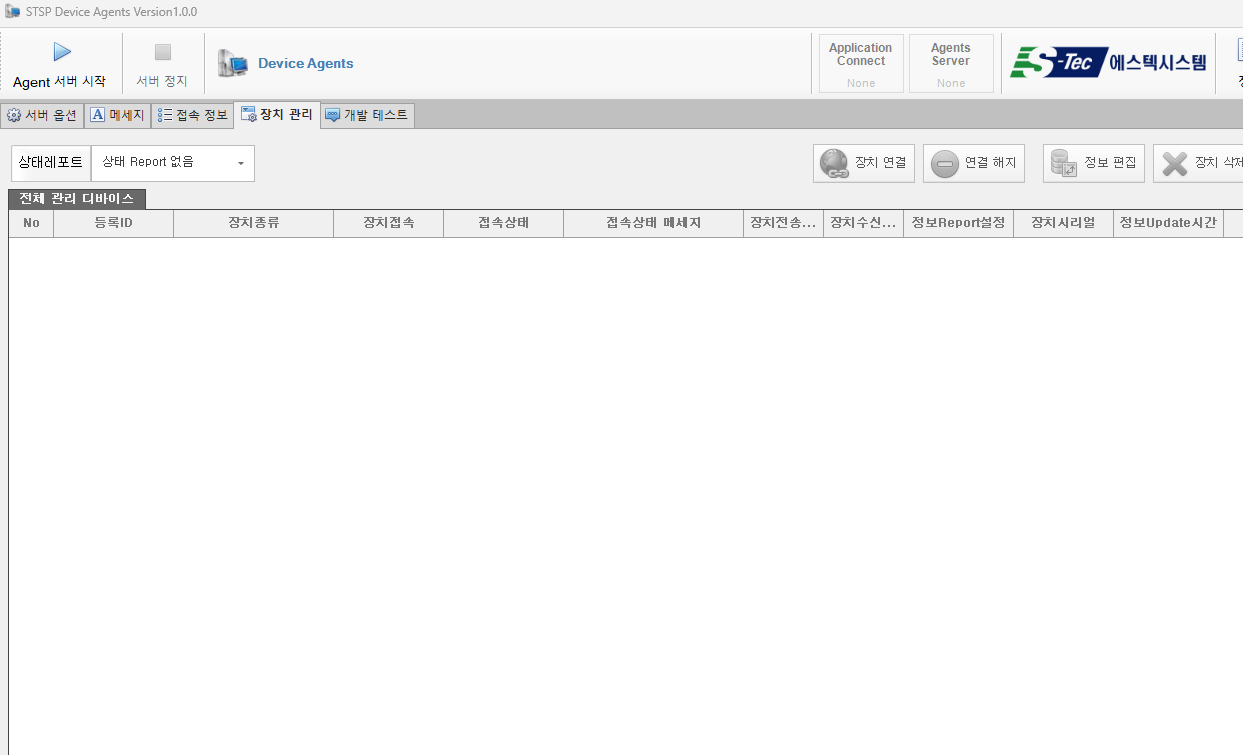 STSP Device Agents Version1.0.0
Agent 서버 시작
서버 정지
Device Agents
Application Connect
None
Agents Server
None
S-Tec 에스텍시스템
서버 옵션
메세지
접속 정보
장치 관리
개발 테스트
상태레포트
상태 Report 없음
장치 연결
연결 해지
정보 편집
장치 삭제
전체 관리 디바이스
No
등록ID
장치종류
장치접속
접속상태
접속상태 메세지
장치전송...
장치수신...
정보Report설정
장치시리얼
정보Update시간